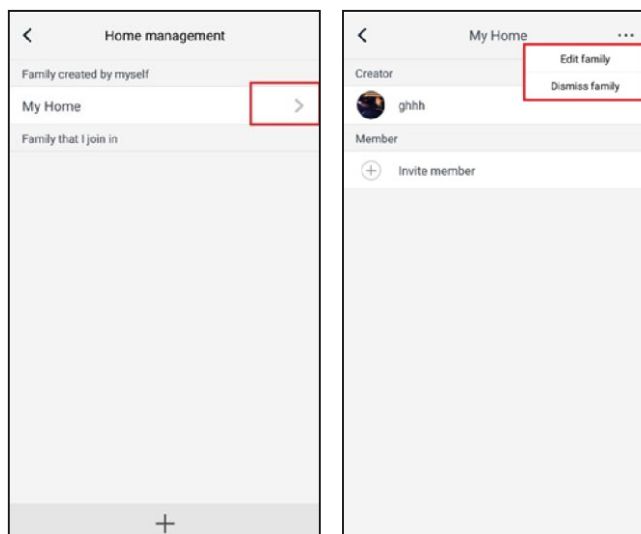 Home management
Family created by myself
My Home
Family that I join in
My Home
Edit family
Dismiss family
Creator
ghhh
Member
Invite member